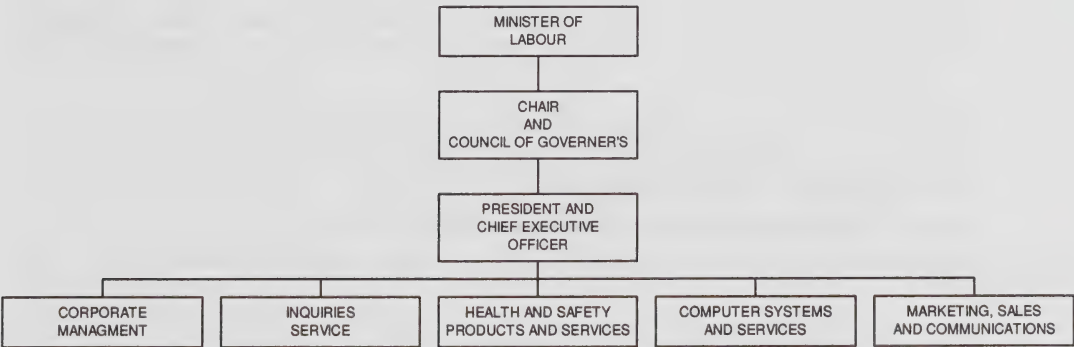 MINISTER OF
LABOUR
CHAIR
AND
COUNCIL OF GOVERNER'S
PRESIDENT AND
CHIEF EXECUTIVE
OFFICER
CORPORATE
MANAGMENT
INQUIRIES
SERVICE
HEALTH AND SAFETY
PRODUCTS AND SERVICES
COMPUTER SYSTEMS
AND SERVICES
MARKETING, SALES
AND COMMUNICATIONS